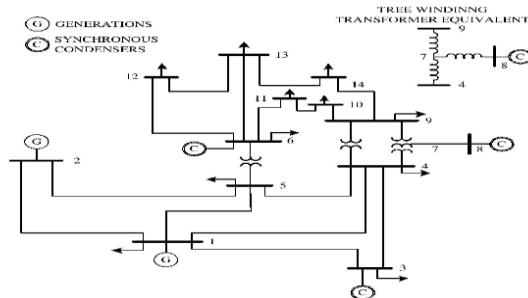 G GENERATIONS
C SYNCHRONOUS
CONDENSERS
TREE WINDINNG
TRANSFORMER EQUIVALENT
9
7
8
C
4
13
12
14
11
10
9
G
C
6
7
8
C
2
4
5
1
G
3
C